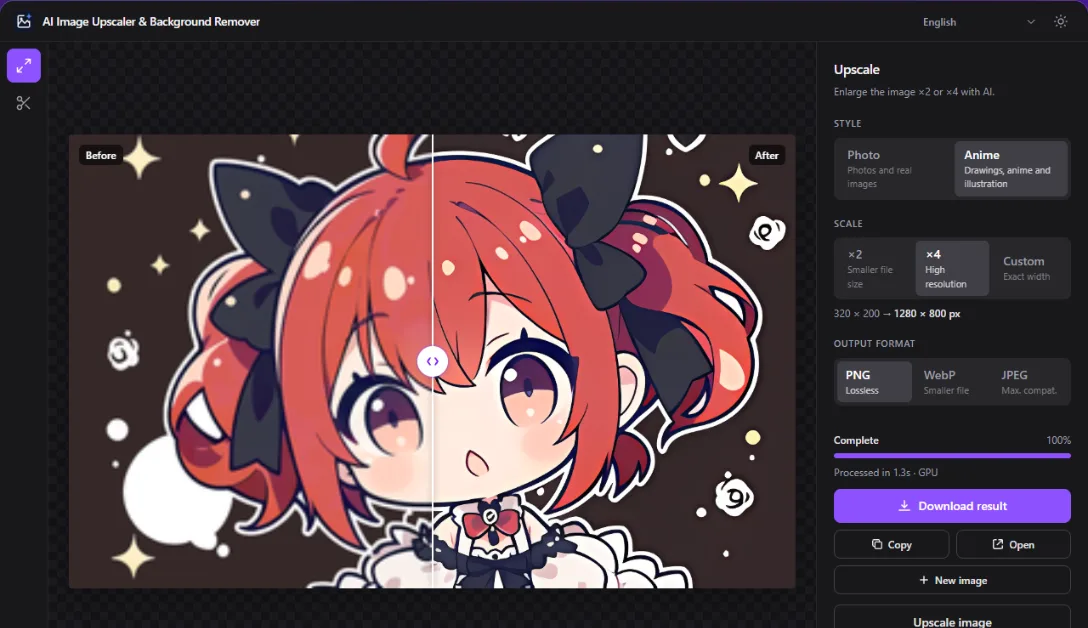 AI Image Upscaler & Background Remover
English
Before
After
Upscale
Enlarge the image ×2 or ×4 with AI.
STYLE
Photo
Photos and real
images
Anime
Drawings, anime and
illustration
SCALE
×2
Smaller file
size
×4
High
resolution
Custom
Exact width
320 × 200 → 1280 × 800 px
OUTPUT FORMAT
PNG
Lossless
WebP
Smaller file
JPEG
Max. compat.
Complete
100%
Processed in 1.3s · GPU
Download result
Copy
Open
+ New image
Upscale image